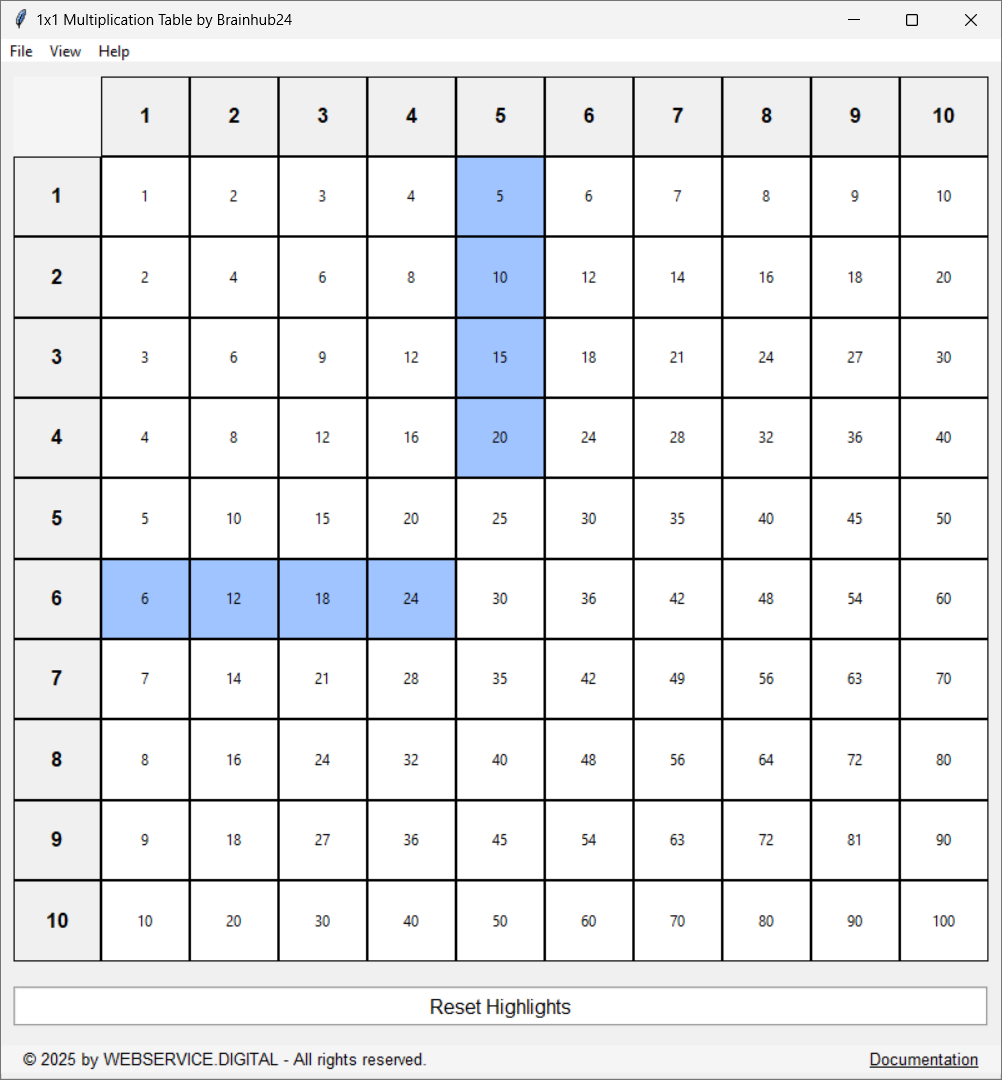 1x1 Multiplication Table by Brainhub24
File View Help
1 2 3 4 5 6 7 8 9 10
1 1 2 3 4 5 6 7 8 9 10
2 2 4 6 8 10 12 14 16 18 20
3 3 6 9 12 15 18 21 24 27 30
4 4 8 12 16 20 24 28 32 36 40
5 5 10 15 20 25 30 35 40 45 50
6 6 12 18 24 30 36 42 48 54 60
7 7 14 21 28 35 42 49 56 63 70
8 8 16 24 32 40 48 56 64 72 80
9 9 18 27 36 45 54 63 72 81 90
10 10 20 30 40 50 60 70 80 90 100
Reset Highlights
© 2025 by WEBSERVICE.DIGITAL - All rights reserved. Documentation